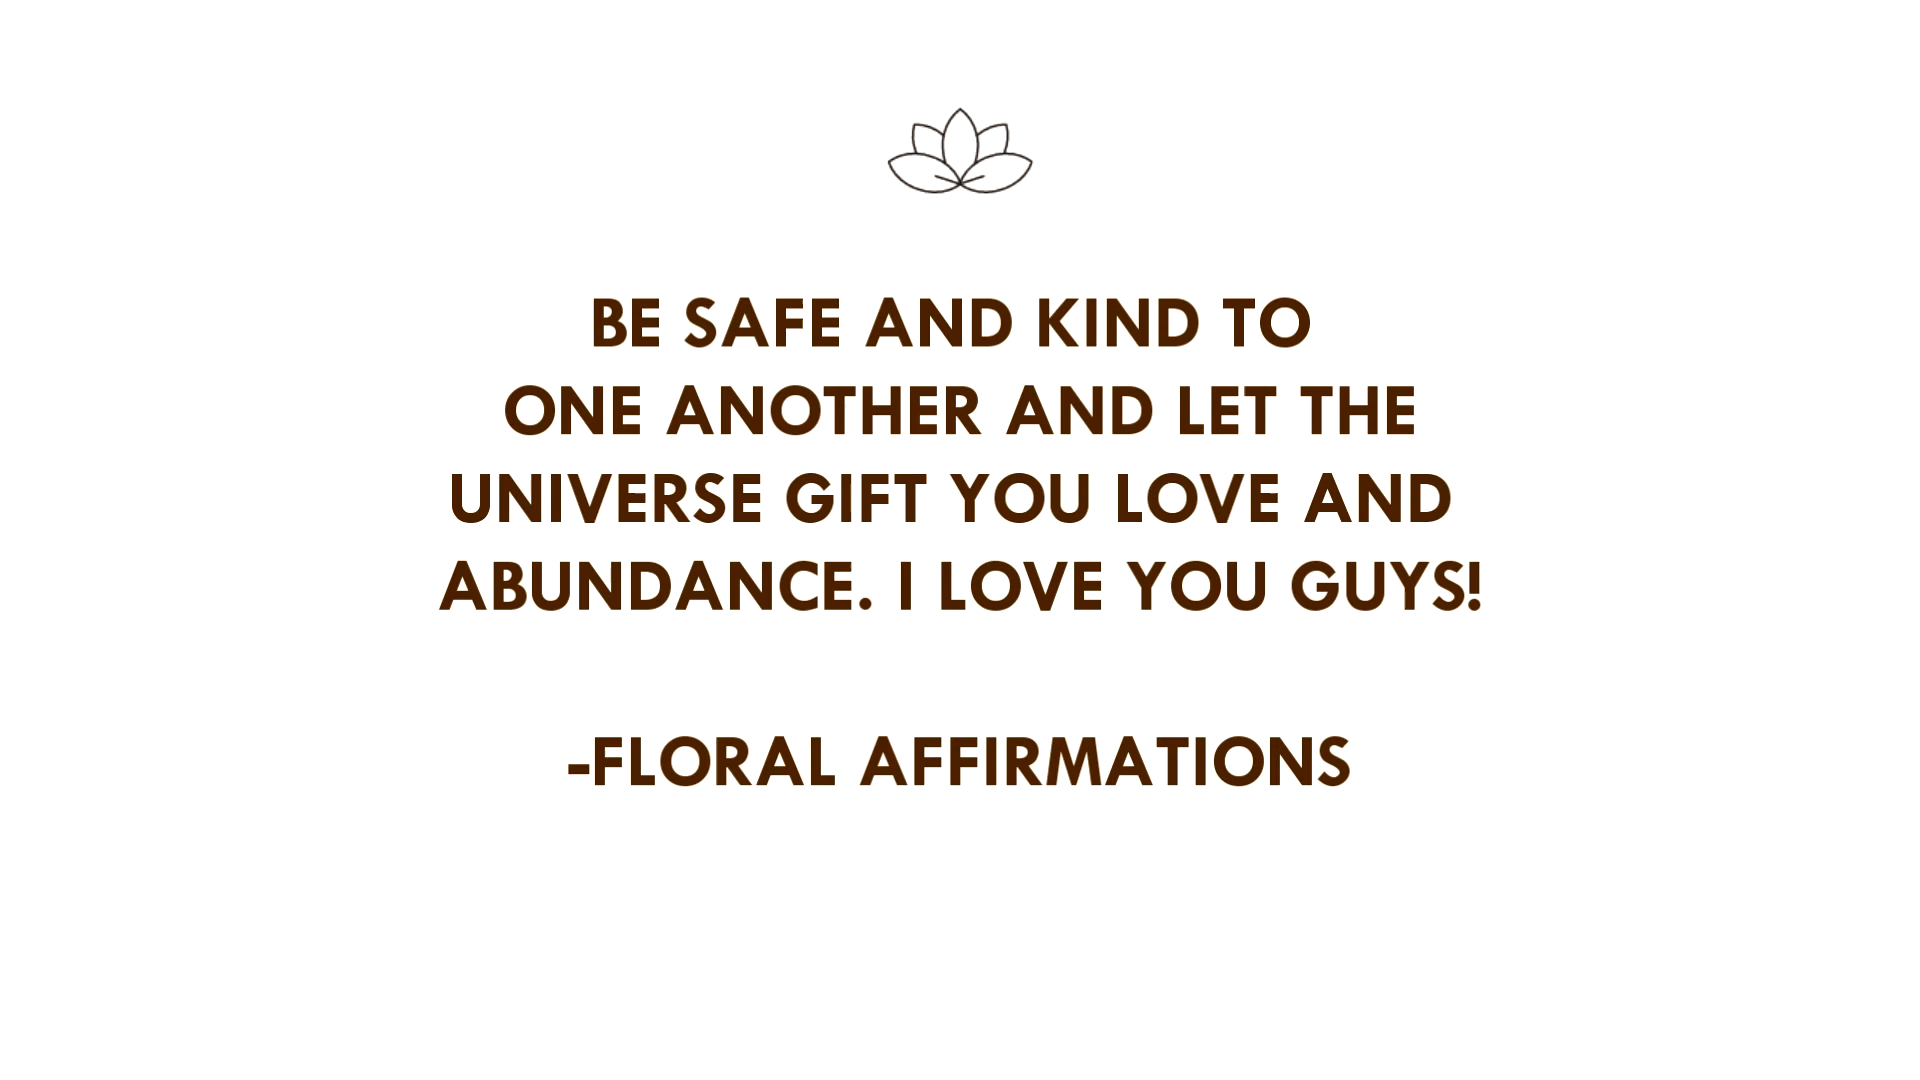 BE SAFE AND KIND TO
ONE ANOTHER AND LET THE
UNIVERSE GIFT YOU LOVE AND
ABUNDANCE. I LOVE YOU GUYS!
-FLORAL AFFIRMATIONS